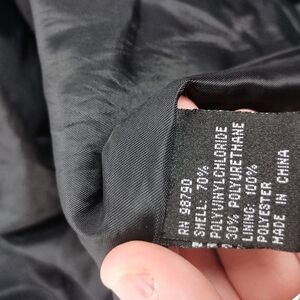 RN 98790
SHELL: 70%
POLYVINYLCHLORIDE
30% POLYURETHANE
LINING: 100%
POLYESTER
MADE IN CHINA